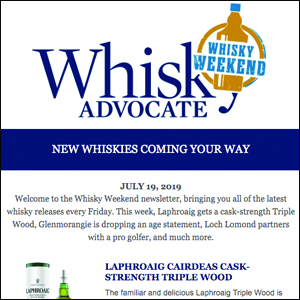 WHISKY
WEEKEND
Whisky
ADVOCATE
NEW WHISKIES COMING YOUR WAY
JULY 19, 2019
Welcome to the Whisky Weekend newsletter, bringing you all of the latest
whisky releases every Friday. This week, Laphroaig gets a cask-strength Triple
Wood, Glenmorangie is dropping an age statement, Loch Lomond partners
with a pro golfer, and much more.
LAPHROAIG CAIRDEAS CASK-
STRENGTH TRIPLE WOOD
The familiar and delicious Laphroaig Triple Wood is
LAPHROAIG